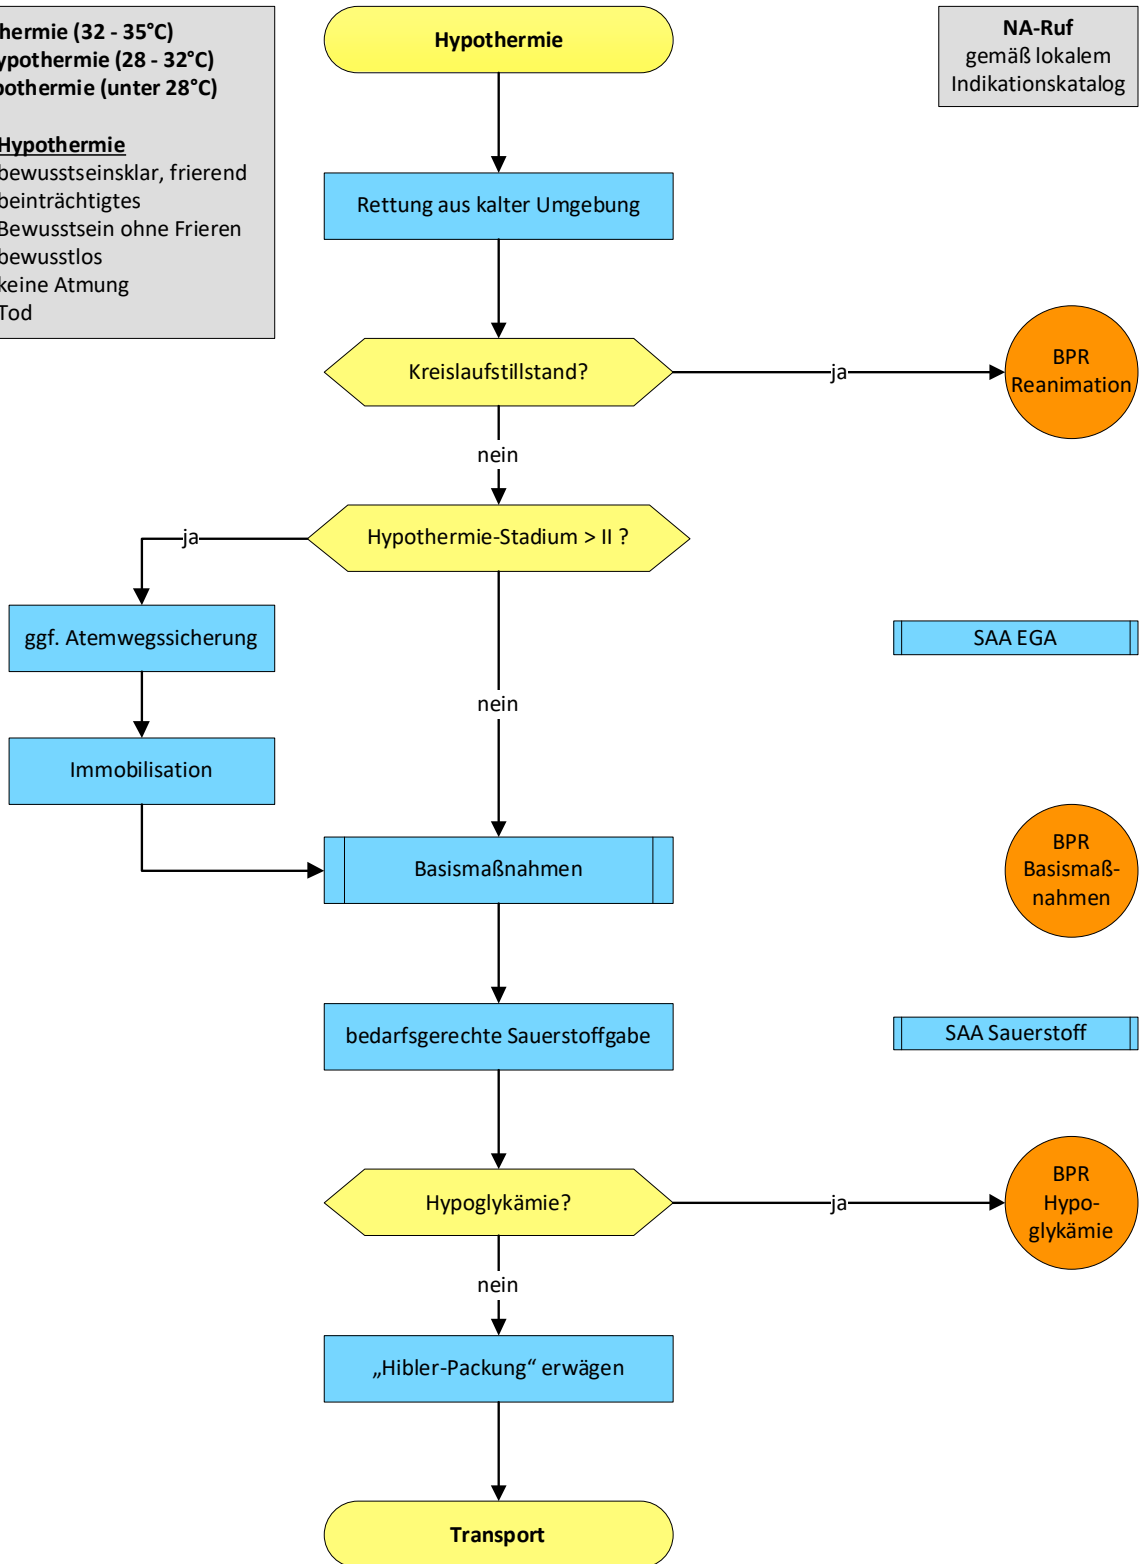 (32 - 35°C)
(28 - 32°C)
(unter 28°C)
Hypothermie
bewusstseinsklar, frierend
beinträchtigtes
Bewusstsein ohne Frieren
bewusstlos
keine Atmung
Tod
Hypothermie
NA-Ruf
gemäß lokalem
Indikationskatalog
Rettung aus kalter Umgebung
Kreislaufstillstand?
ja
BPR
Reanimation
nein
Hypothermie-Stadium > II ?
ja
ggf. Atemwegssicherung
SAA EGA
nein
Immobilisation
Basismaßnahmen
BPR
Basismaß-
nahmen
bedarfsgerechte Sauerstoffgabe
SAA Sauerstoff
Hypoglykämie?
ja
BPR
Hypo-
glykämie
nein
„Hibler-Packung“ erwägen
Transport